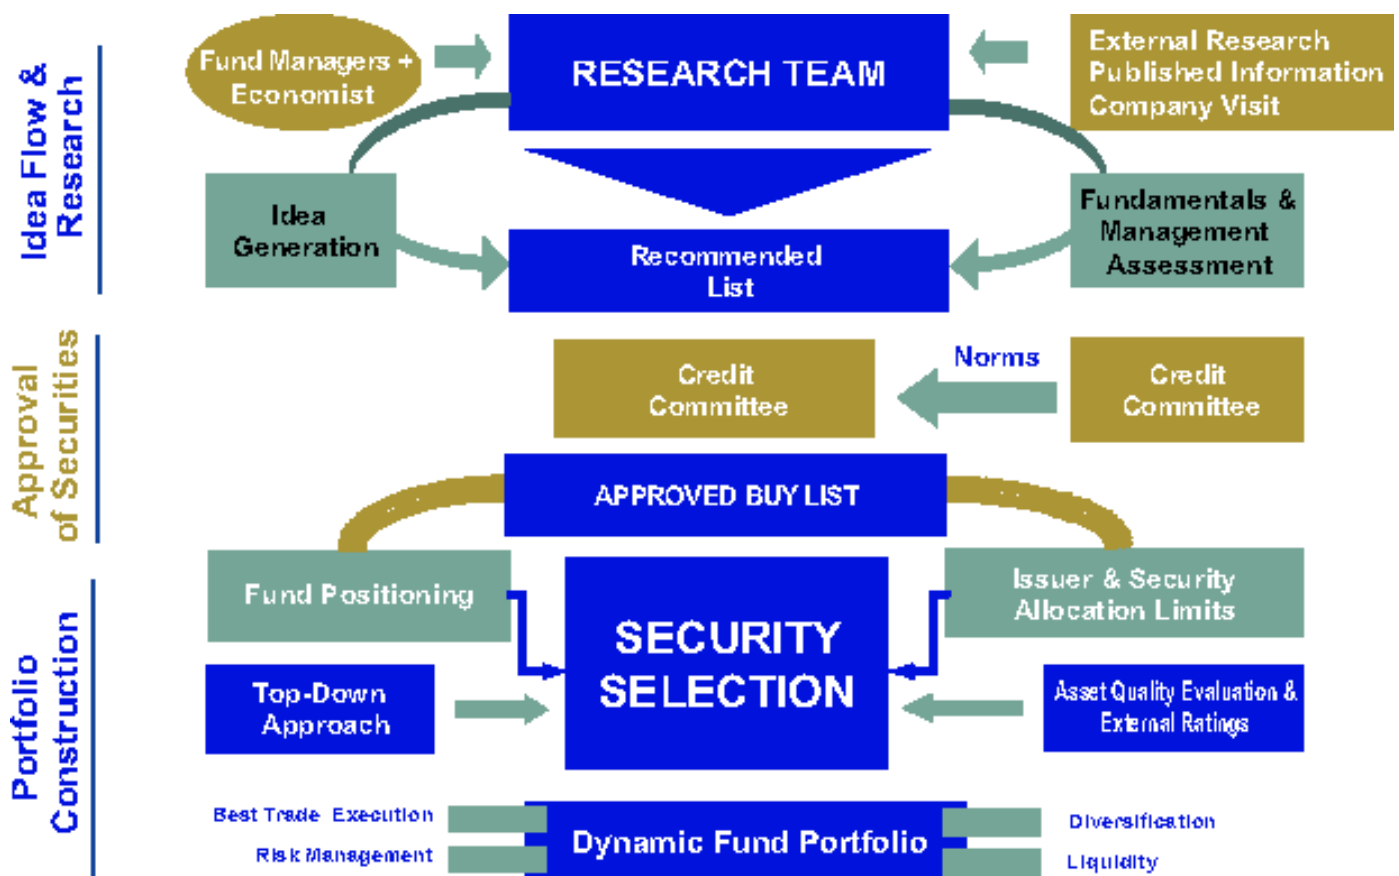 Idea Flow &
Research
Fund Managers +
Economist
RESEARCH TEAM
External Research
Published Information
Company Visit
Idea
Generation
Recommended
List
Fundamentals &
Management
Assessment
Approval
of Securities
Credit
Committee
Norms
Credit
Committee
APPROVED BUY LIST
Portfolio
Construction
Fund Positioning
SECURITY
SELECTION
Issuer & Security
Allocation Limits
Top-Down
Approach
Asset Quality Evaluation &
External Ratings
Best Trade Execution
Risk Management
Dynamic Fund Portfolio
Diversification
Liquidity